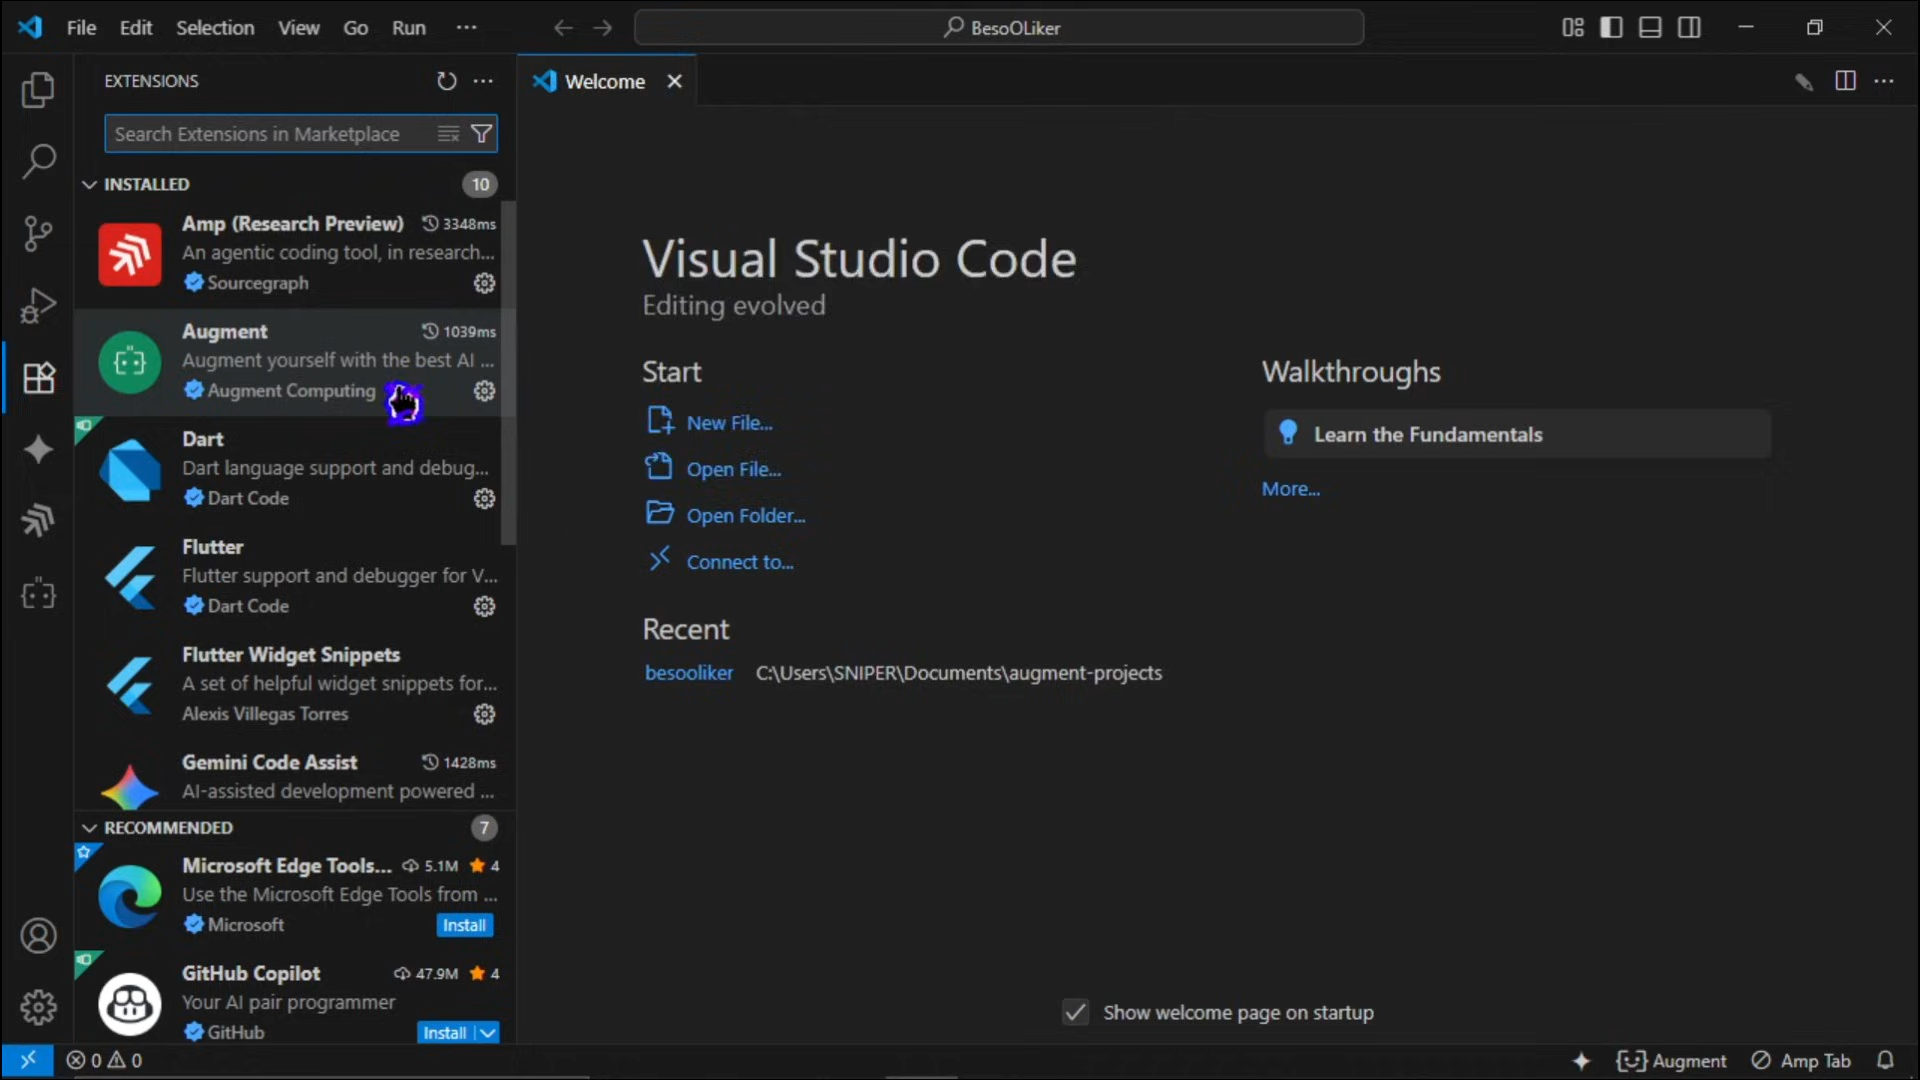 File Edit Selection View Go Run ···
BesoOLiker
EXTENSIONS
Welcome
Search Extensions in Marketplace
INSTALLED 10
Amp (Research Preview) 3348ms
An agentic coding tool, in research...
Sourcegraph
Augment 1039ms
Augment yourself with the best AI ...
Augment Computing
Dart
Dart language support and debug...
Dart Code
Flutter
Flutter support and debugger for V...
Dart Code
Flutter Widget Snippets
A set of helpful widget snippets for...
Alexis Villegas Torres
Gemini Code Assist 1428ms
AI-assisted development powered ...
RECOMMENDED 7
Microsoft Edge Tools... 5.1M 4
Use the Microsoft Edge Tools from ...
Microsoft Install
GitHub Copilot 47.9M 4
Your AI pair programmer
GitHub Install
Visual Studio Code
Editing evolved
Start
New File...
Open File...
Open Folder...
Connect to...
Recent
besooliker C:\Users\SNIPER\Documents\augment-projects
Walkthroughs
Learn the Fundamentals
More...
Show welcome page on startup
0 0
Augment Amp Tab